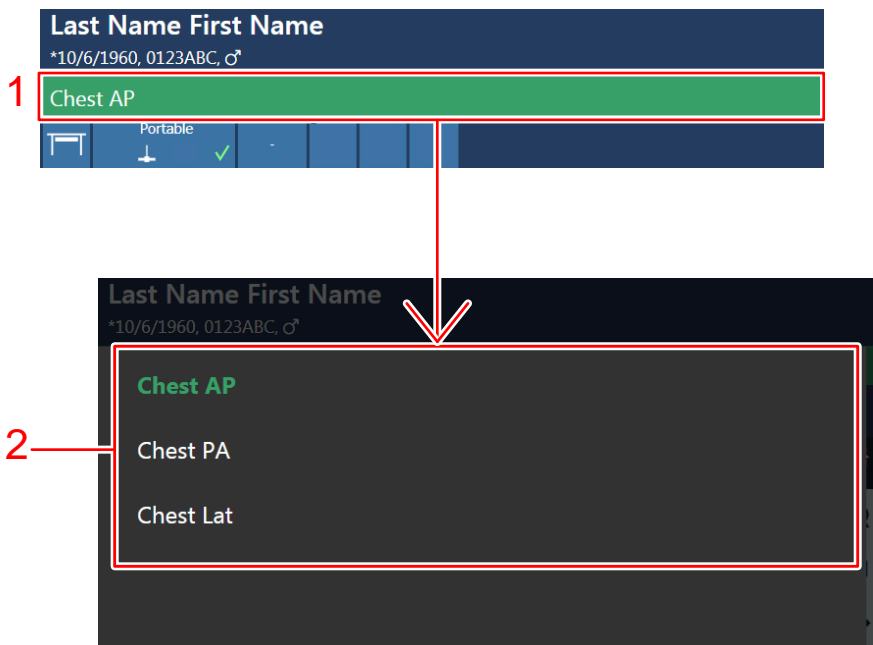 Last Name First Name
*10/6/1960, 0123ABC, ♂
1
Chest AP
Portable
-
Last Name First Name
*10/6/1960, 0123ABC, ♂
Chest AP
2
Chest PA
Chest Lat